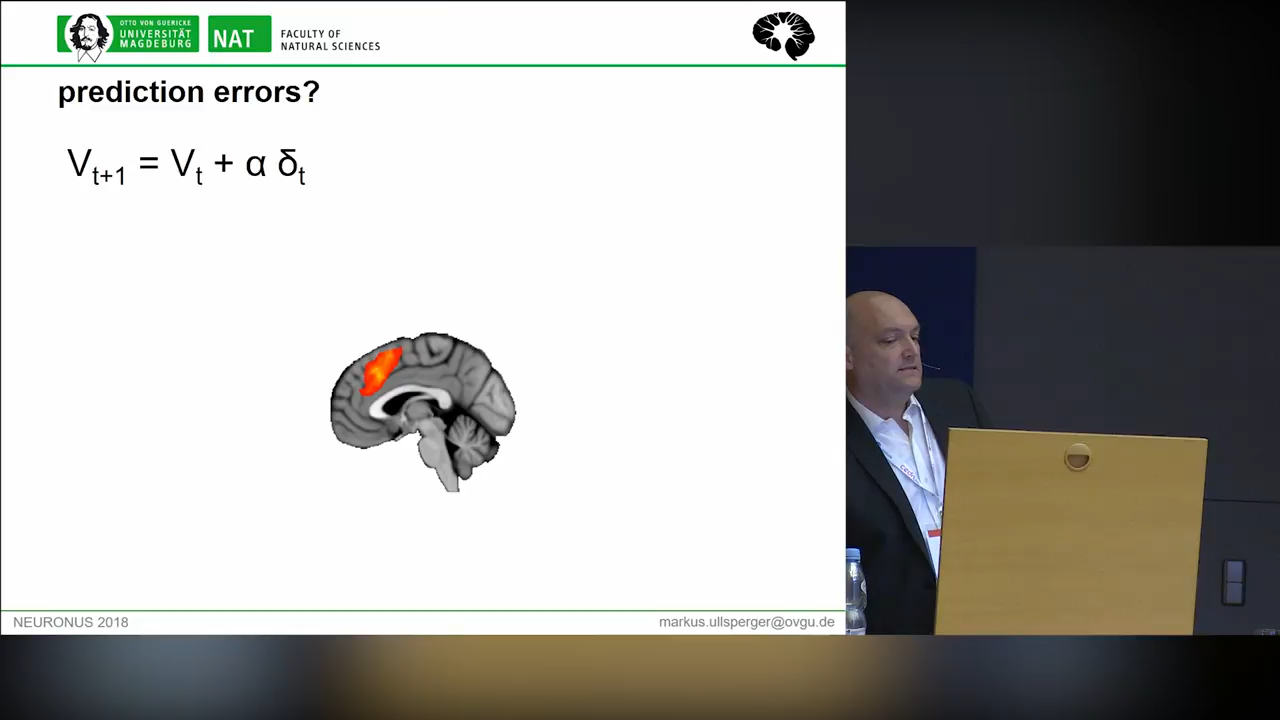 OTTO VON GUERICKE
UNIVERSITÄT
MAGDEBURG
NAT
FACULTY OF
NATURAL SCIENCES
prediction errors?
Vt+1 = Vt + α δt
NEURONUS 2018
markus.ullsperger@ovgu.de